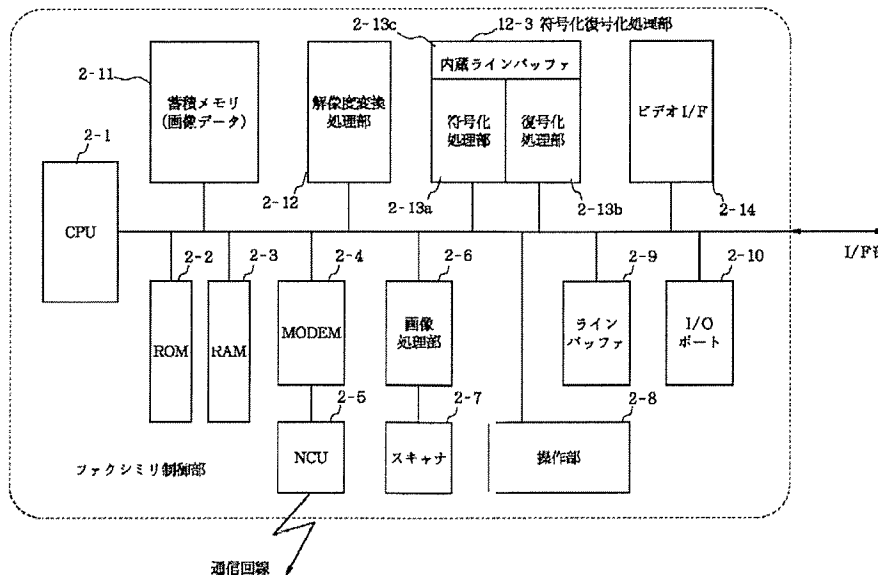 2-13c
12-3 符号化復号化処理部
2-11
蓄積メモリ
(画像データ)
解像度変換
処理部
内蔵ラインバッファ
符号化
処理部
復号化
処理部
ビデオI/F
2-1
CPU
2-12
2-13a
2-13b
2-14
I/F
2-2
2-3
2-4
2-6
2-9
2-10
ROM
RAM
MODEM
画像
処理部
ライン
バッファ
I/O
ポート
2-5
2-7
2-8
NCU
スキャナ
操作部
ファクシミリ制御部
通信回線